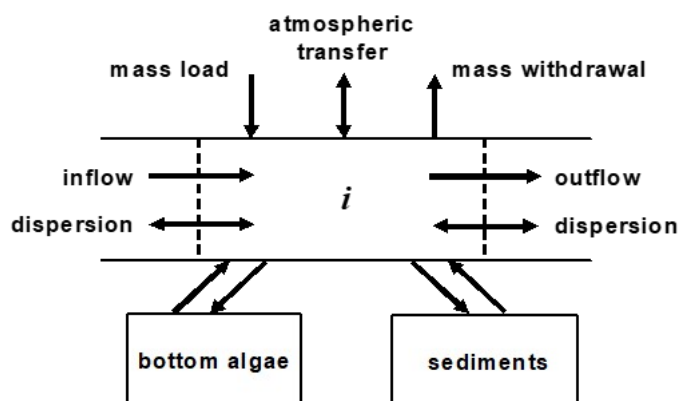 atmospheric
transfer
mass load
mass withdrawal
inflow
i
outflow
dispersion
dispersion
bottom algae
sediments